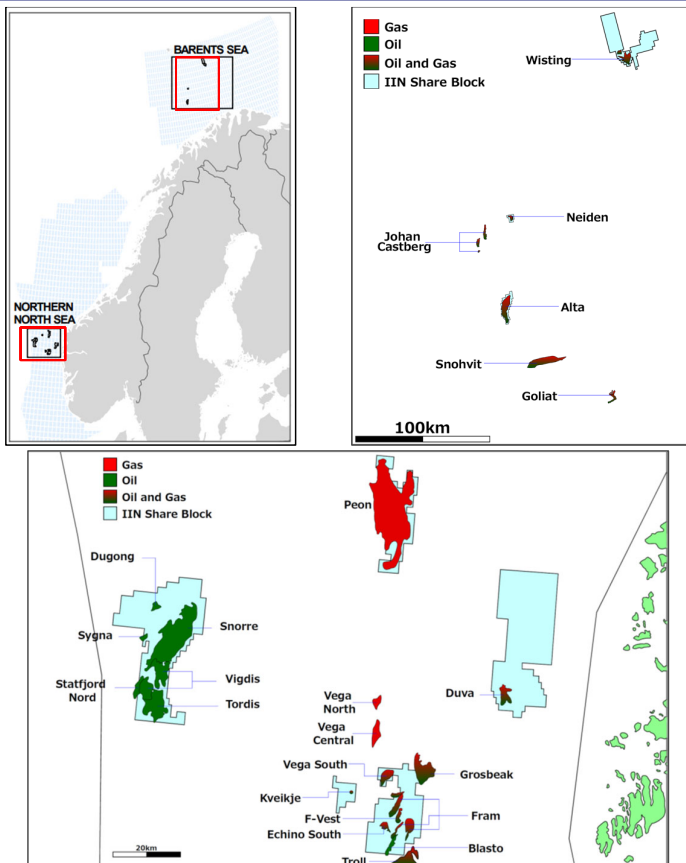 BARENTS SEA
NORTHERN
NORTH SEA
Gas
Oil
Oil and Gas
IIN Share Block
Wisting
Neiden
Johan
Castberg
Alta
Snohvit
Goliat
100km
Gas
Oil
Oil and Gas
IIN Share Block
Peon
Dugong
Snorre
Sygna
Statfjord
Nord
Vigdis
Tordis
Duva
Vega
North
Vega
Central
Vega South
Grosbeak
Kveikje
F-Vest
Fram
Echino South
Blasto
Troll
20km